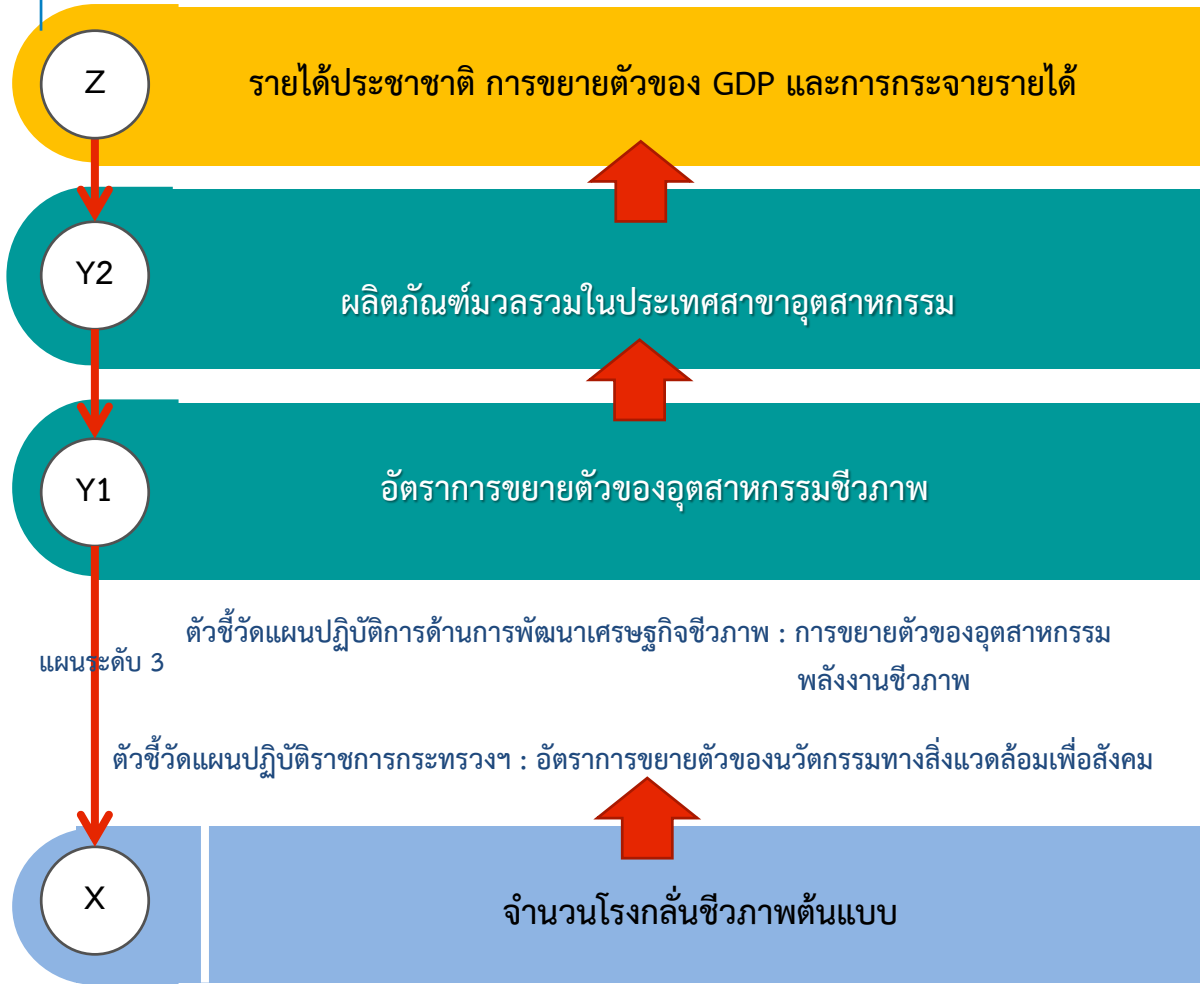 Z
รายได้ประชาชาติ การขยายตัวของ GDP และการกระจายรายได้
Y2
ผลิตภัณฑ์มวลรวมในประเทศสาขาอุตสาหกรรม
Y1
อัตราการขยายตัวของอุตสาหกรรมชีวภาพ
ตัวชี้วัดแผนปฏิบัติการด้านการพัฒนาเศรษฐกิจชีวภาพ : การขยายตัวของอุตสาหกรรม
แผนระดับ 3
พลังงานชีวภาพ
ตัวชี้วัดแผนปฏิบัติราชการกระทรวงฯ : อัตราการขยายตัวของนวัตกรรมทางสิ่งแวดล้อมเพื่อสังคม
X
จำนวนโรงกลั่นชีวภาพต้นแบบ